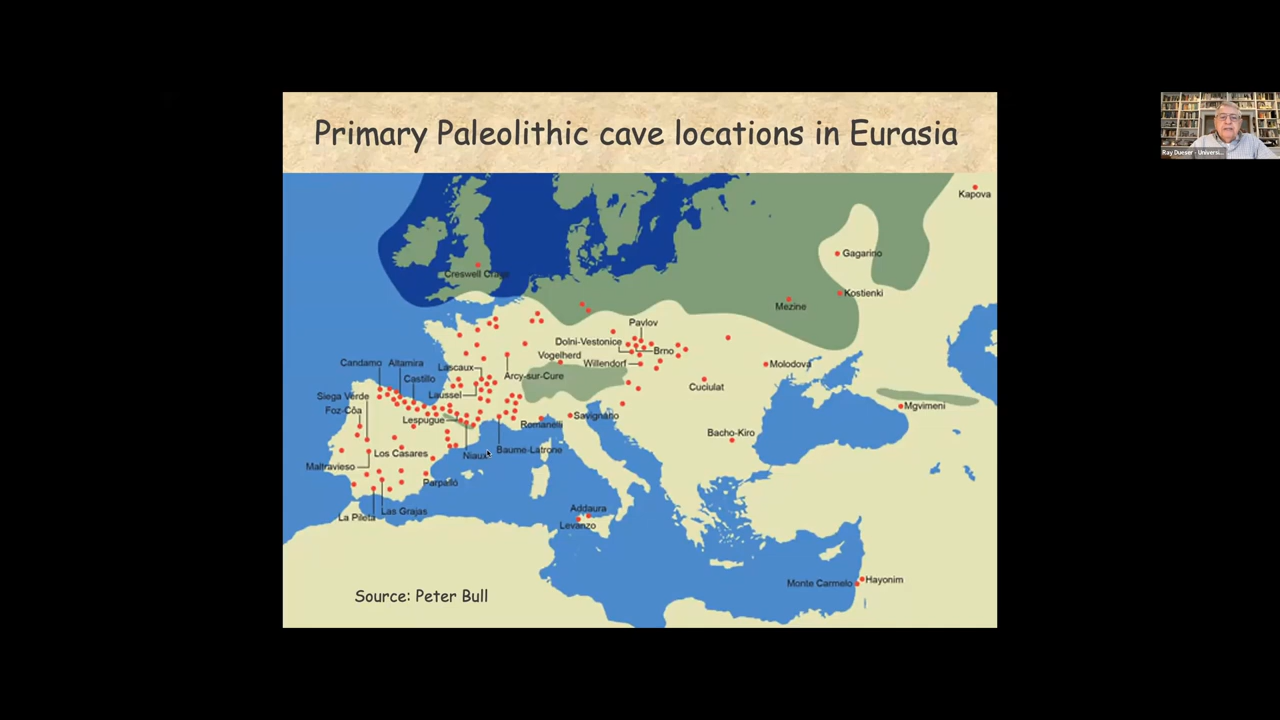 Primary Paleolithic cave locations in Eurasia
Ray Dueser - Universi...
Kapova
Gagarino
Creswell Crags
Kostienki
Mezine
Pavlov
Dolni-Vestonice
Brno
Vogelherd
Willendorf
Candamo
Altamira
Lascaux
Molodova
Castillo
Arcy-sur-Cure
Cuciulat
Siega Verde
Laussel
Foz-Côa
Mgvimeni
Lespugue
Savignano
Romanelli
Bacho-Kiro
Los Casares
Niaux
Baume-Latrone
Maltravieso
Parpalló
Addaura
La Pileta
Las Grajas
Levanzo
Monte Carmelo
Hayonim
Source: Peter Bull